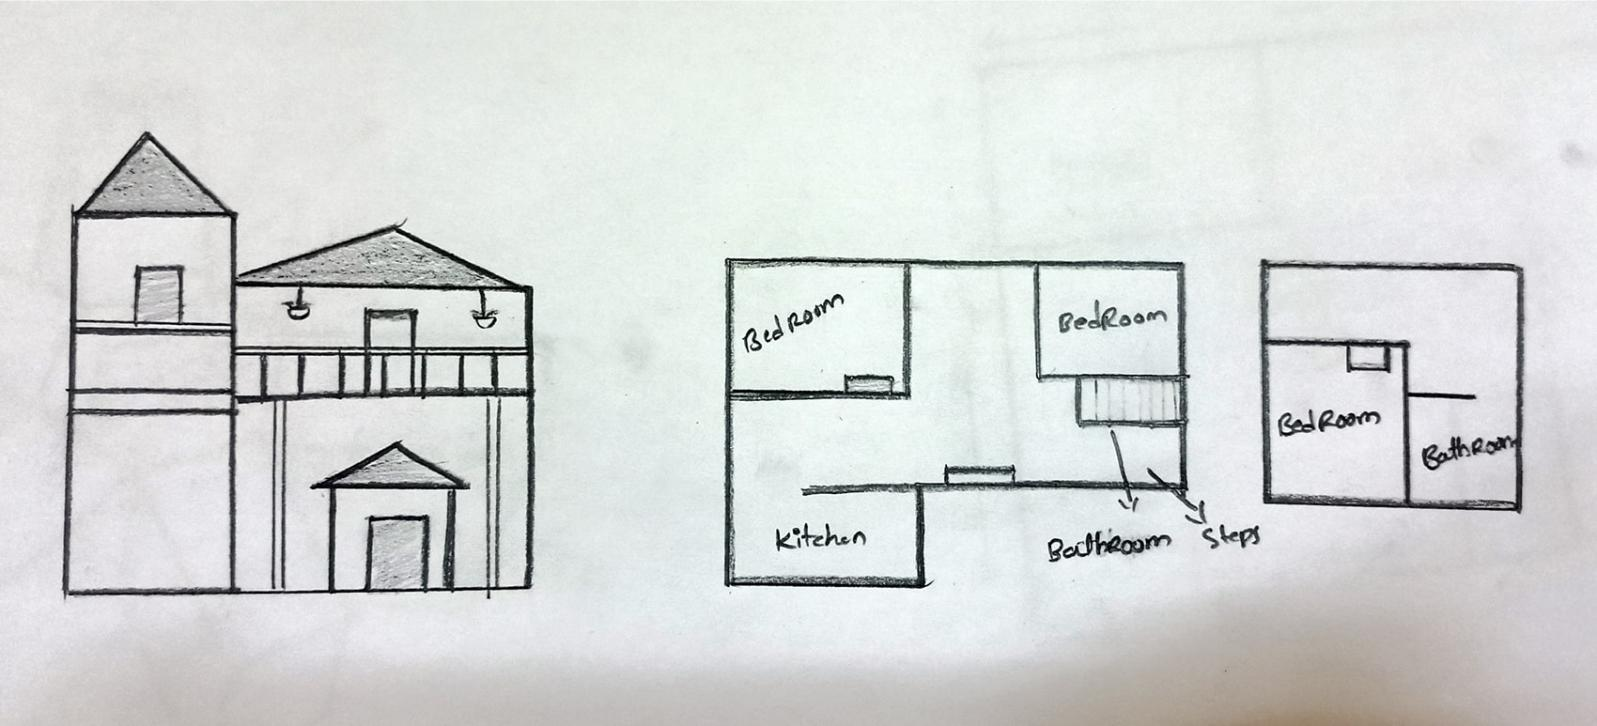 BedRoom
BedRoom
Kitchen
BathRoom
Steps
BedRoom
BathRoom